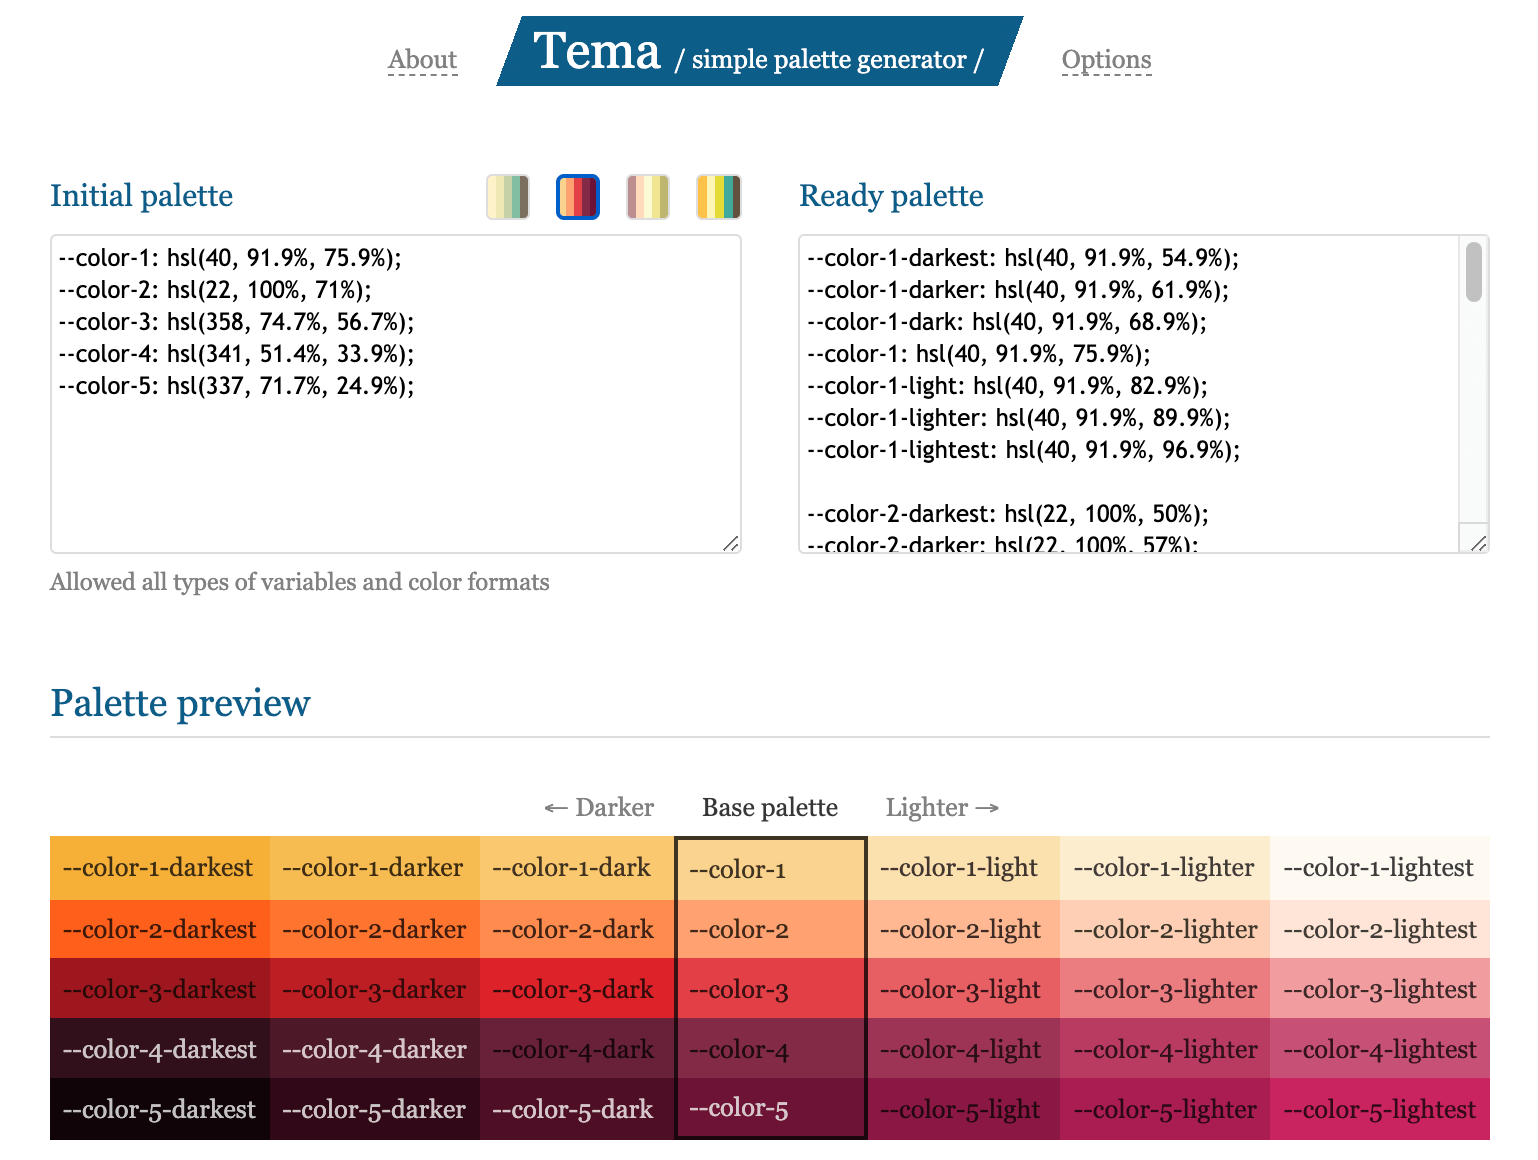 About
Tema / simple palette generator /
Options
Initial palette
--color-1: hsl(40, 91.9%, 75.9%);
--color-2: hsl(22, 100%, 71%);
--color-3: hsl(358, 74.7%, 56.7%);
--color-4: hsl(341, 51.4%, 33.9%);
--color-5: hsl(337, 71.7%, 24.9%);
Allowed all types of variables and color formats
Ready palette
--color-1-darkest: hsl(40, 91.9%, 54.9%);
--color-1-darker: hsl(40, 91.9%, 61.9%);
--color-1-dark: hsl(40, 91.9%, 68.9%);
--color-1: hsl(40, 91.9%, 75.9%);
--color-1-light: hsl(40, 91.9%, 82.9%);
--color-1-lighter: hsl(40, 91.9%, 89.9%);
--color-1-lightest: hsl(40, 91.9%, 96.9%);
--color-2-darkest: hsl(22, 100%, 50%);
--color-2-darker: hsl(22, 100%, 57%);
Palette preview
← Darker Base palette Lighter →
--color-1-darkest --color-1-darker --color-1-dark --color-1 --color-1-light --color-1-lighter --color-1-lightest
--color-2-darkest --color-2-darker --color-2-dark --color-2 --color-2-light --color-2-lighter --color-2-lightest
--color-3-darkest --color-3-darker --color-3-dark --color-3 --color-3-light --color-3-lighter --color-3-lightest
--color-4-darkest --color-4-darker --color-4-dark --color-4 --color-4-light --color-4-lighter --color-4-lightest
--color-5-darkest --color-5-darker --color-5-dark --color-5 --color-5-light --color-5-lighter --color-5-lightest